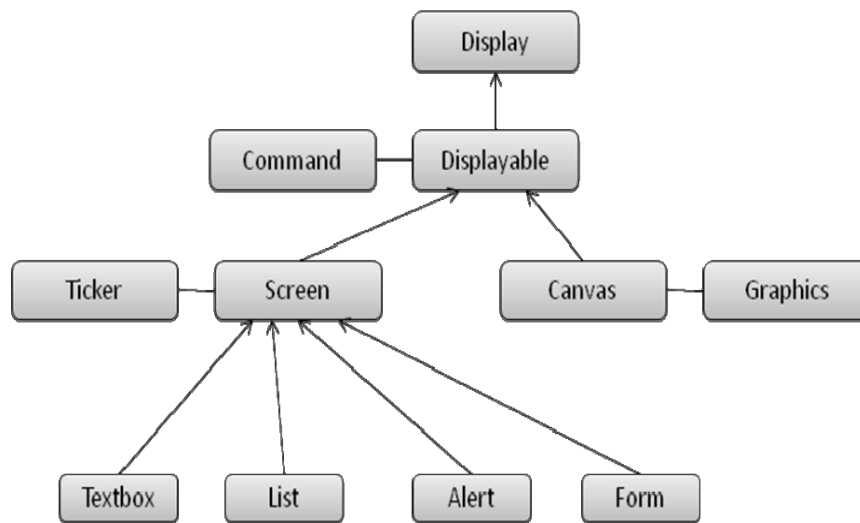 Display
Command
Displayable
Ticker
Screen
Canvas
Graphics
Textbox
List
Alert
Form